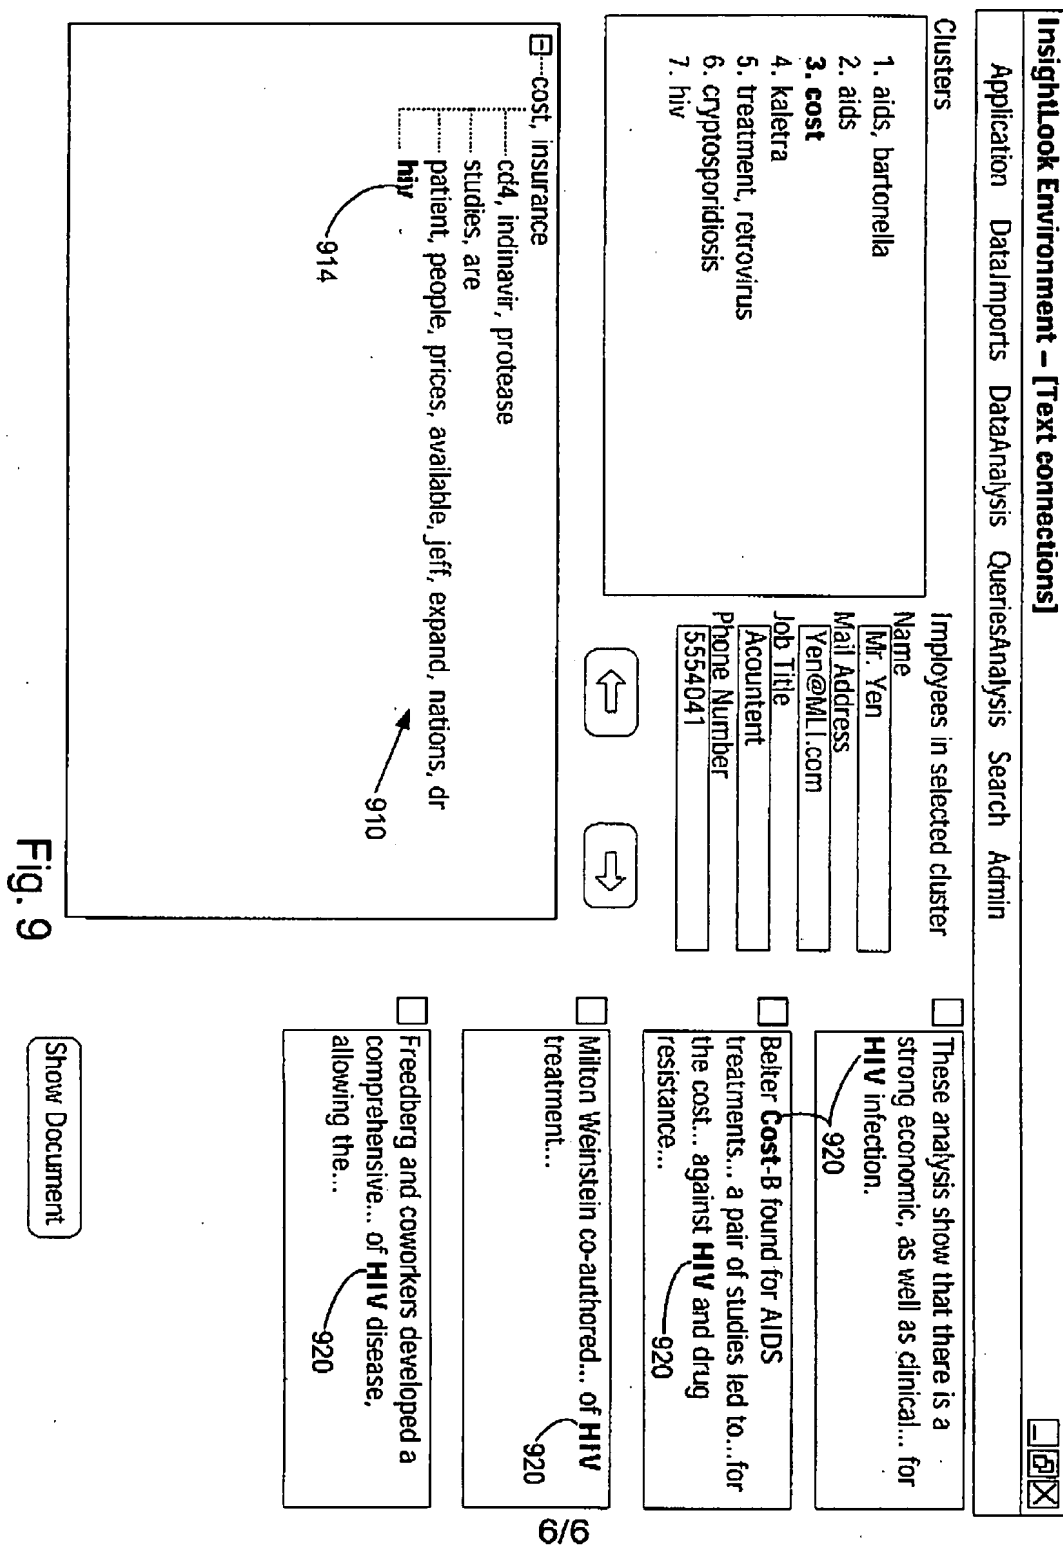 InsightLook Environment – [Text connections]
Application DataImports DataAnalysis QueriesAnalysis Search Admin
Clusters
1. aids, bartonella
2. aids
3. cost
4. kaletra
5. treatment, retrovirus
6. cryptosporidiosis
7. hiv
Imployees in selected cluster
Name
Mr. Yen
Mail Address
Yen@MLI.com
Job Title
Acountent
Phone Number
5554041
These analysis show that there is a
strong economic, as well as clinical... for
HIV infection.
920
Belter Cost-B found for AIDS
treatments... a pair of studies led to...for
the cost... against HIV and drug
resistance...
920
Milton Weinstein co-authored... of HIV
treatment...
920
Freedberg and coworkers developed a
comprehensive... of HIV disease,
allowing the...
920
cost, insurance
cd4, indinavir, protease
studies, are
patient, people, prices, available, jeff, expand, nations, dr
hiv
914
910
Show Document
Fig. 9
9/9